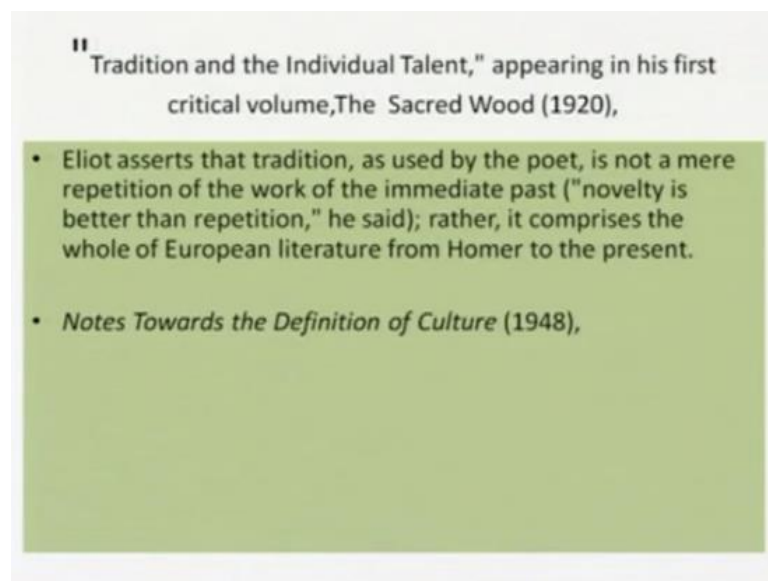 "Tradition and the Individual Talent," appearing in his first
critical volume,The Sacred Wood (1920),
• Eliot asserts that tradition, as used by the poet, is not a mere
repetition of the work of the immediate past ("novelty is
better than repetition," he said); rather, it comprises the
whole of European literature from Homer to the present.
• Notes Towards the Definition of Culture (1948),